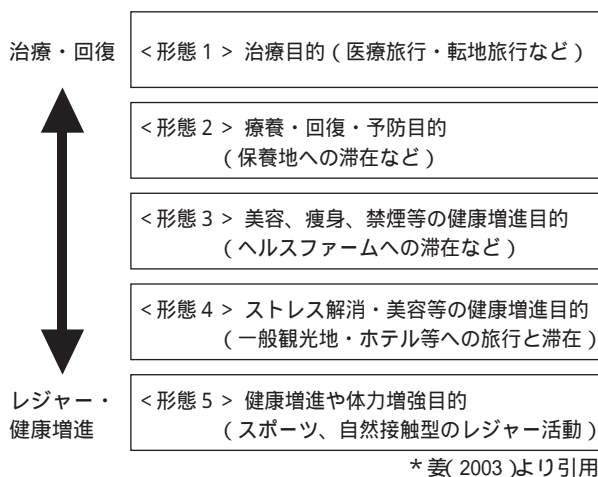 治療・回復
<形態1> 治療目的(医療旅行・転地旅行など)
<形態2> 療養・回復・予防目的
(保養地への滞在など)
<形態3> 美容、痩身、禁煙等の健康増進目的
(ヘルスファームへの滞在など)
<形態4> ストレス解消・美容等の健康増進目的
(一般観光地・ホテル等への旅行と滞在)
レジャー・
健康増進
<形態5> 健康増進や体力増強目的
(スポーツ、自然接触型のレジャー活動)
*姜(2003)より引用